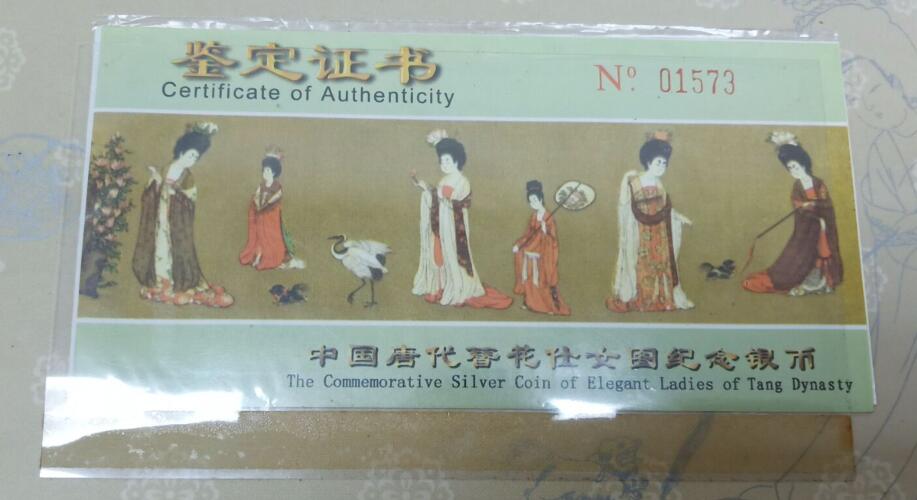 鉴定证书
Certificate of Authenticity
Nº. 01573
中国唐代簪花仕女图纪念银币
The Commemorative Silver Coin of Elegant Ladies of Tang Dynasty